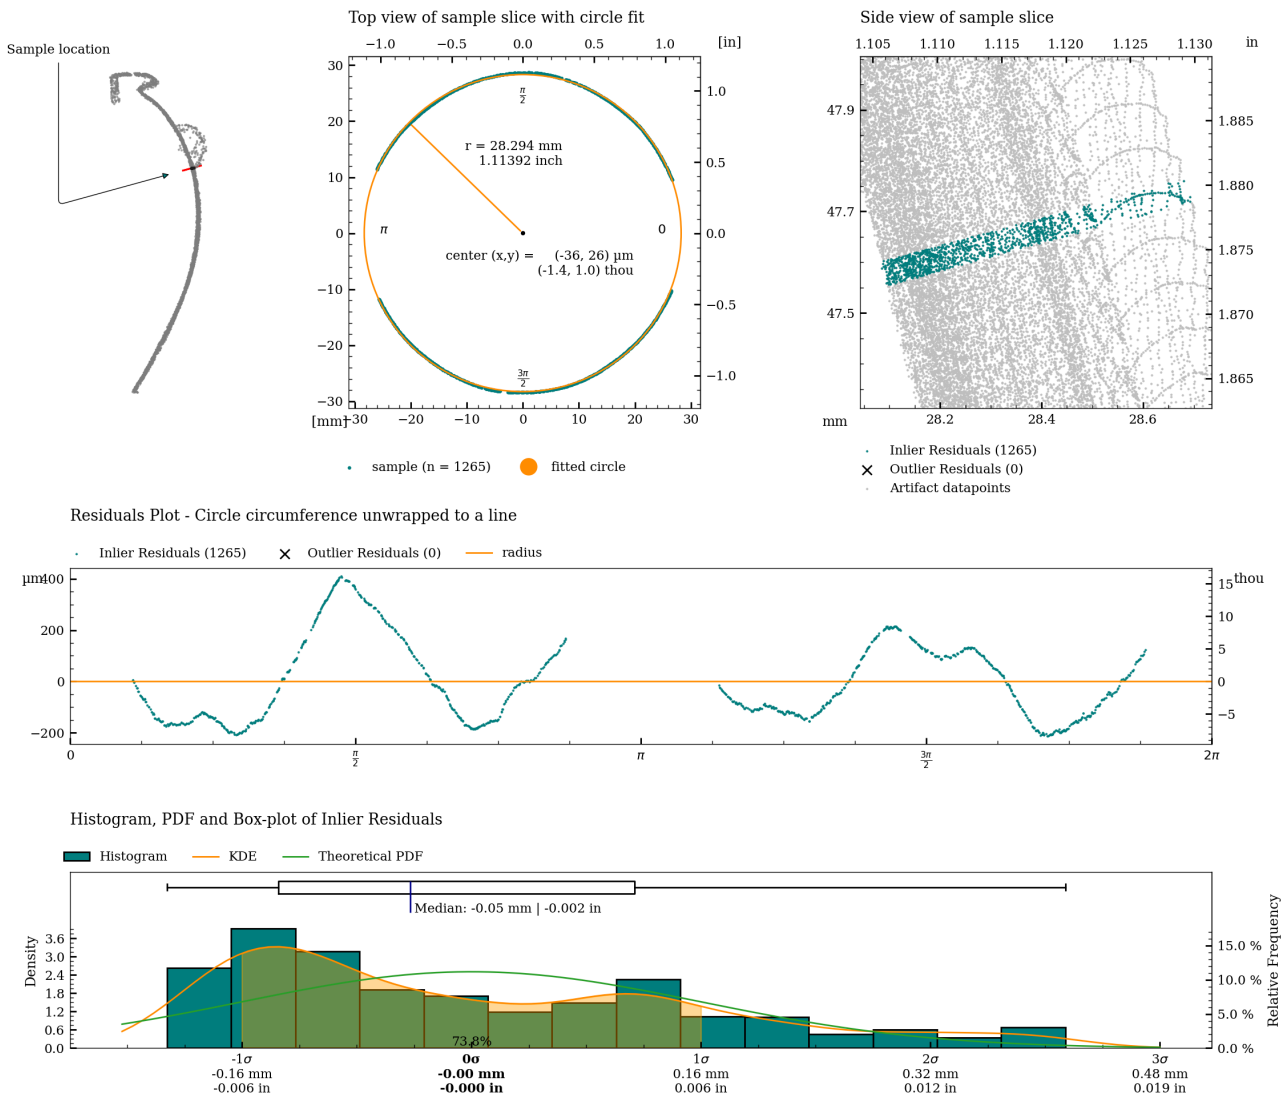 Sample location
Top view of sample slice with circle fit
−1.0 −0.5 0.0 0.5 1.0 [in]
30
20
10
0
−10
−20
−30
1.0
0.5
0.0
−0.5
−1.0
π/2
r = 28.294 mm
1.11392 inch
π
0
center (x,y) = (-36, 26) µm
(-1.4, 1.0) thou
3π/2
[mm] −30 −20 −10 0 10 20 30
sample (n = 1265) fitted circle
Side view of sample slice
1.105 1.110 1.115 1.120 1.125 1.130 in
47.9
47.7
47.5
1.885
1.880
1.875
1.870
1.865
mm 28.2 28.4 28.6
Inlier Residuals (1265)
Outlier Residuals (0)
Artifact datapoints
Residuals Plot - Circle circumference unwrapped to a line
Inlier Residuals (1265) Outlier Residuals (0) radius
µm
400
200
0
−200
thou
15
10
5
0
−5
0 π/2 π 3π/2 2π
Histogram, PDF and Box-plot of Inlier Residuals
Histogram KDE Theoretical PDF
Median: -0.05 mm | -0.002 in
Density
3.6
3.0
2.4
1.8
1.2
0.6
0.0
Relative Frequency
15.0 %
10.0 %
5.0 %
0.0 %
73.8%
-1σ 0σ 1σ 2σ 3σ
-0.16 mm -0.00 mm 0.16 mm 0.32 mm 0.48 mm
-0.006 in -0.000 in 0.006 in 0.012 in 0.019 in